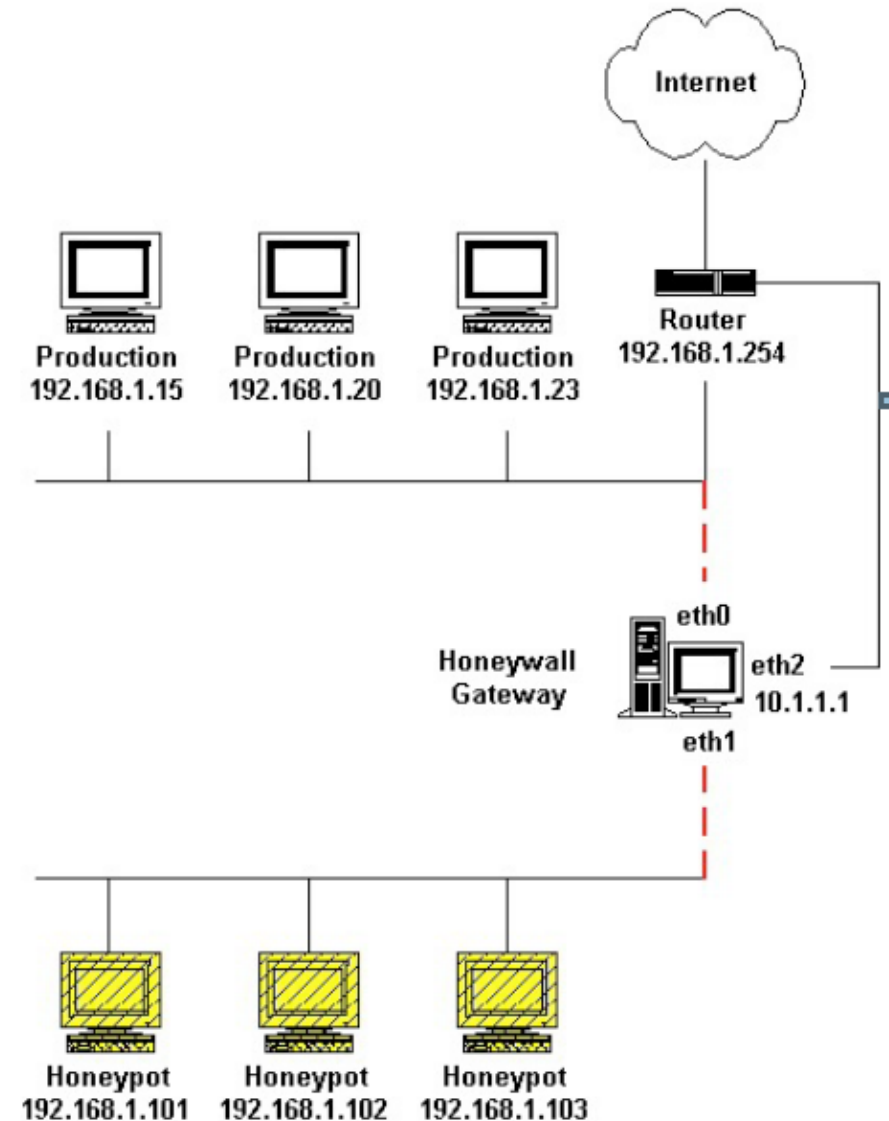 Internet
Router
192.168.1.254
Production
192.168.1.15
Production
192.168.1.20
Production
192.168.1.23
Honeywall
Gateway
eth0
eth2
10.1.1.1
eth1
Honeypot
192.168.1.101
Honeypot
192.168.1.102
Honeypot
192.168.1.103